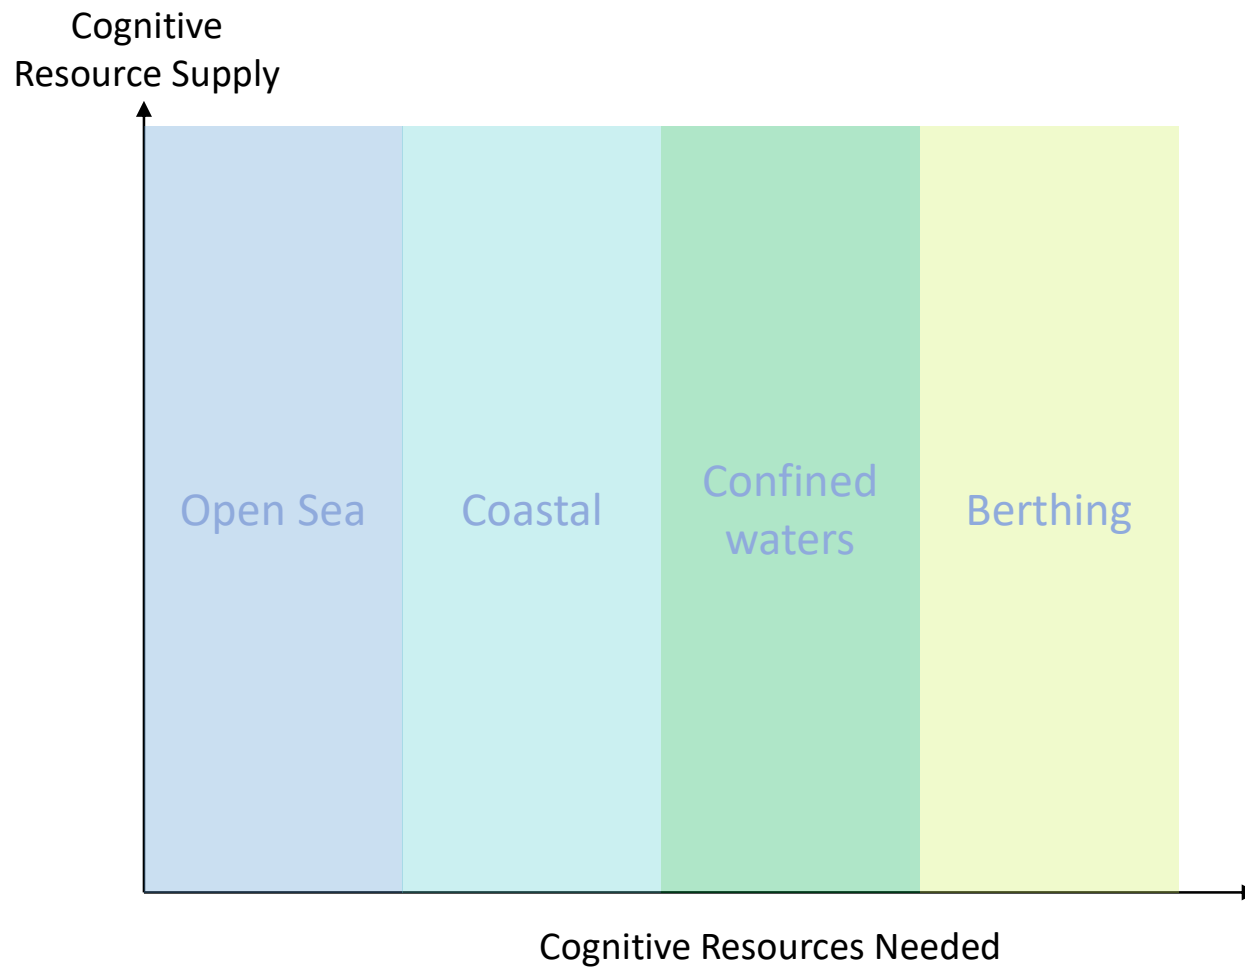 Cognitive
Resource Supply
Open Sea
Coastal
Confined
waters
Berthing
Cognitive Resources Needed